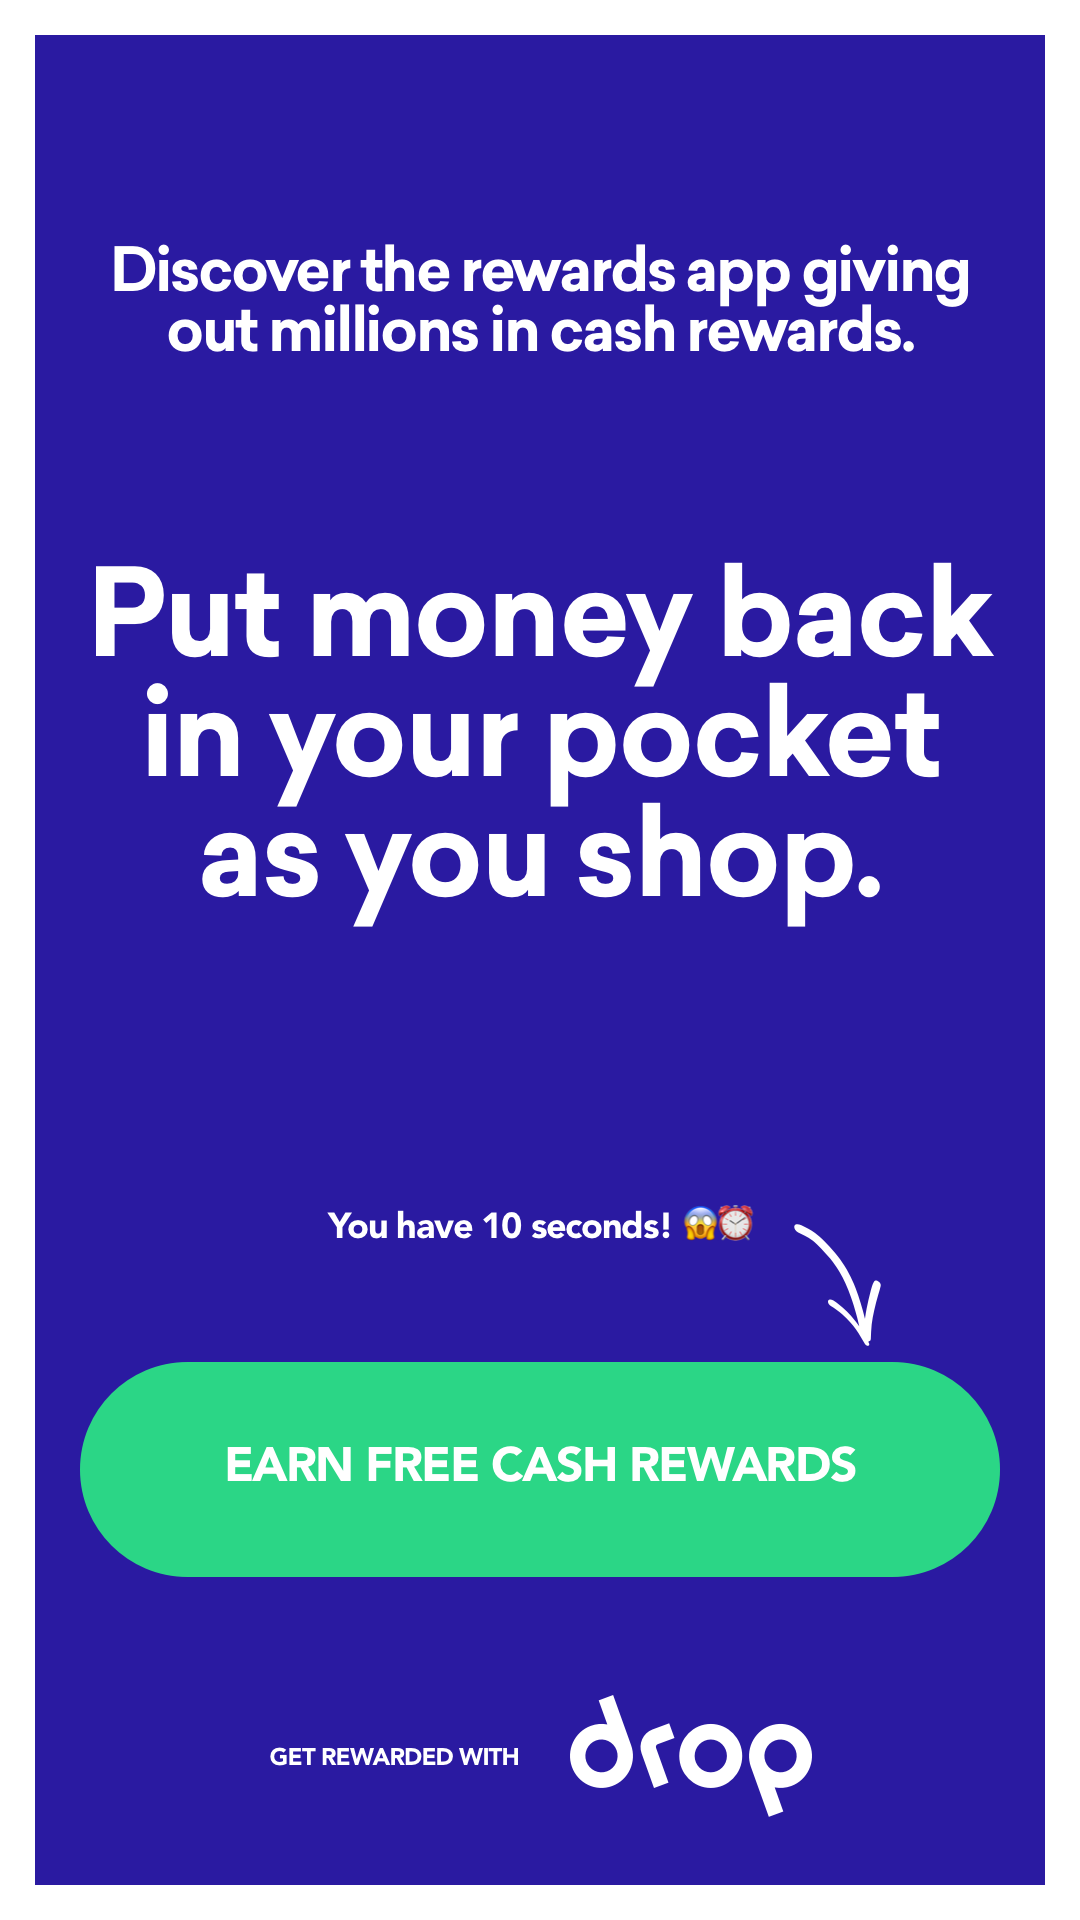 Discover the rewards app giving
out millions in cash rewards.
Put money back
in your pocket
as you shop.
You have 10 seconds! 😱⏰
EARN FREE CASH REWARDS
GET REWARDED WITH drop